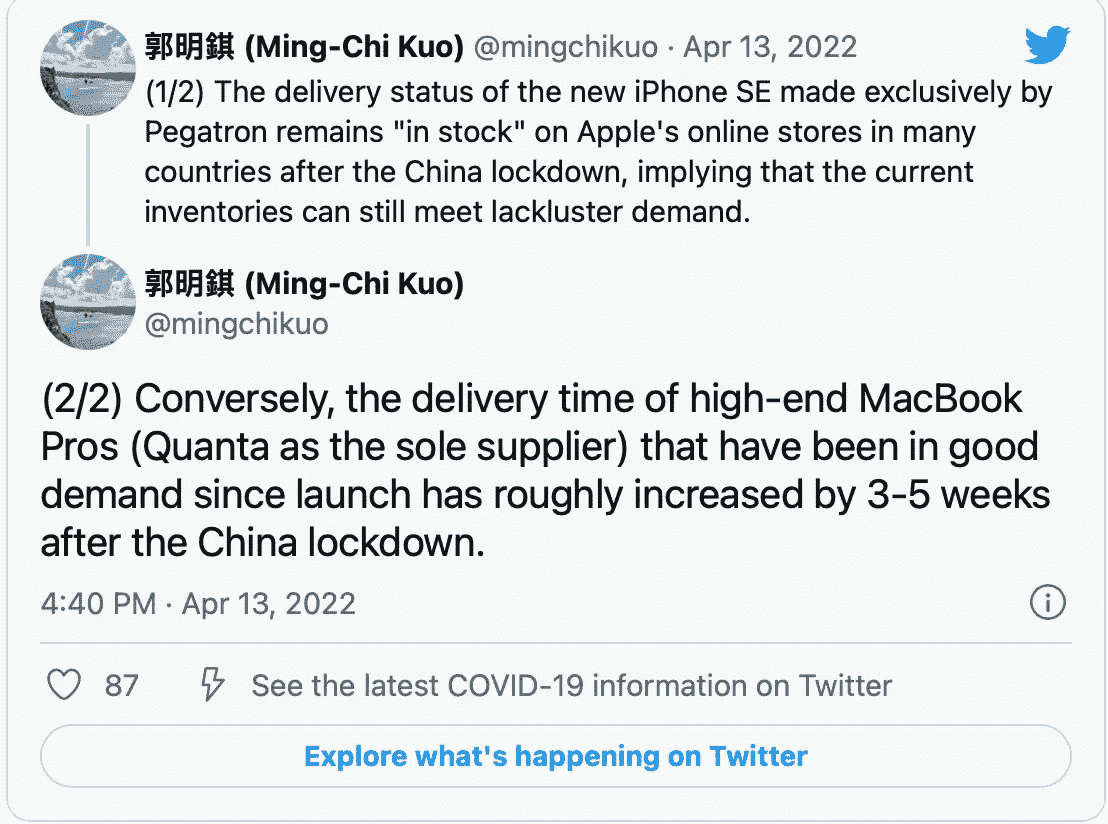 郭明錤 (Ming-Chi Kuo) @mingchikuo · Apr 13, 2022
(1/2) The delivery status of the new iPhone SE made exclusively by
Pegatron remains "in stock" on Apple's online stores in many
countries after the China lockdown, implying that the current
inventories can still meet lackluster demand.
郭明錤 (Ming-Chi Kuo)
@mingchikuo
(2/2) Conversely, the delivery time of high-end MacBook
Pros (Quanta as the sole supplier) that have been in good
demand since launch has roughly increased by 3-5 weeks
after the China lockdown.
4:40 PM · Apr 13, 2022
87 See the latest COVID-19 information on Twitter
Explore what's happening on Twitter